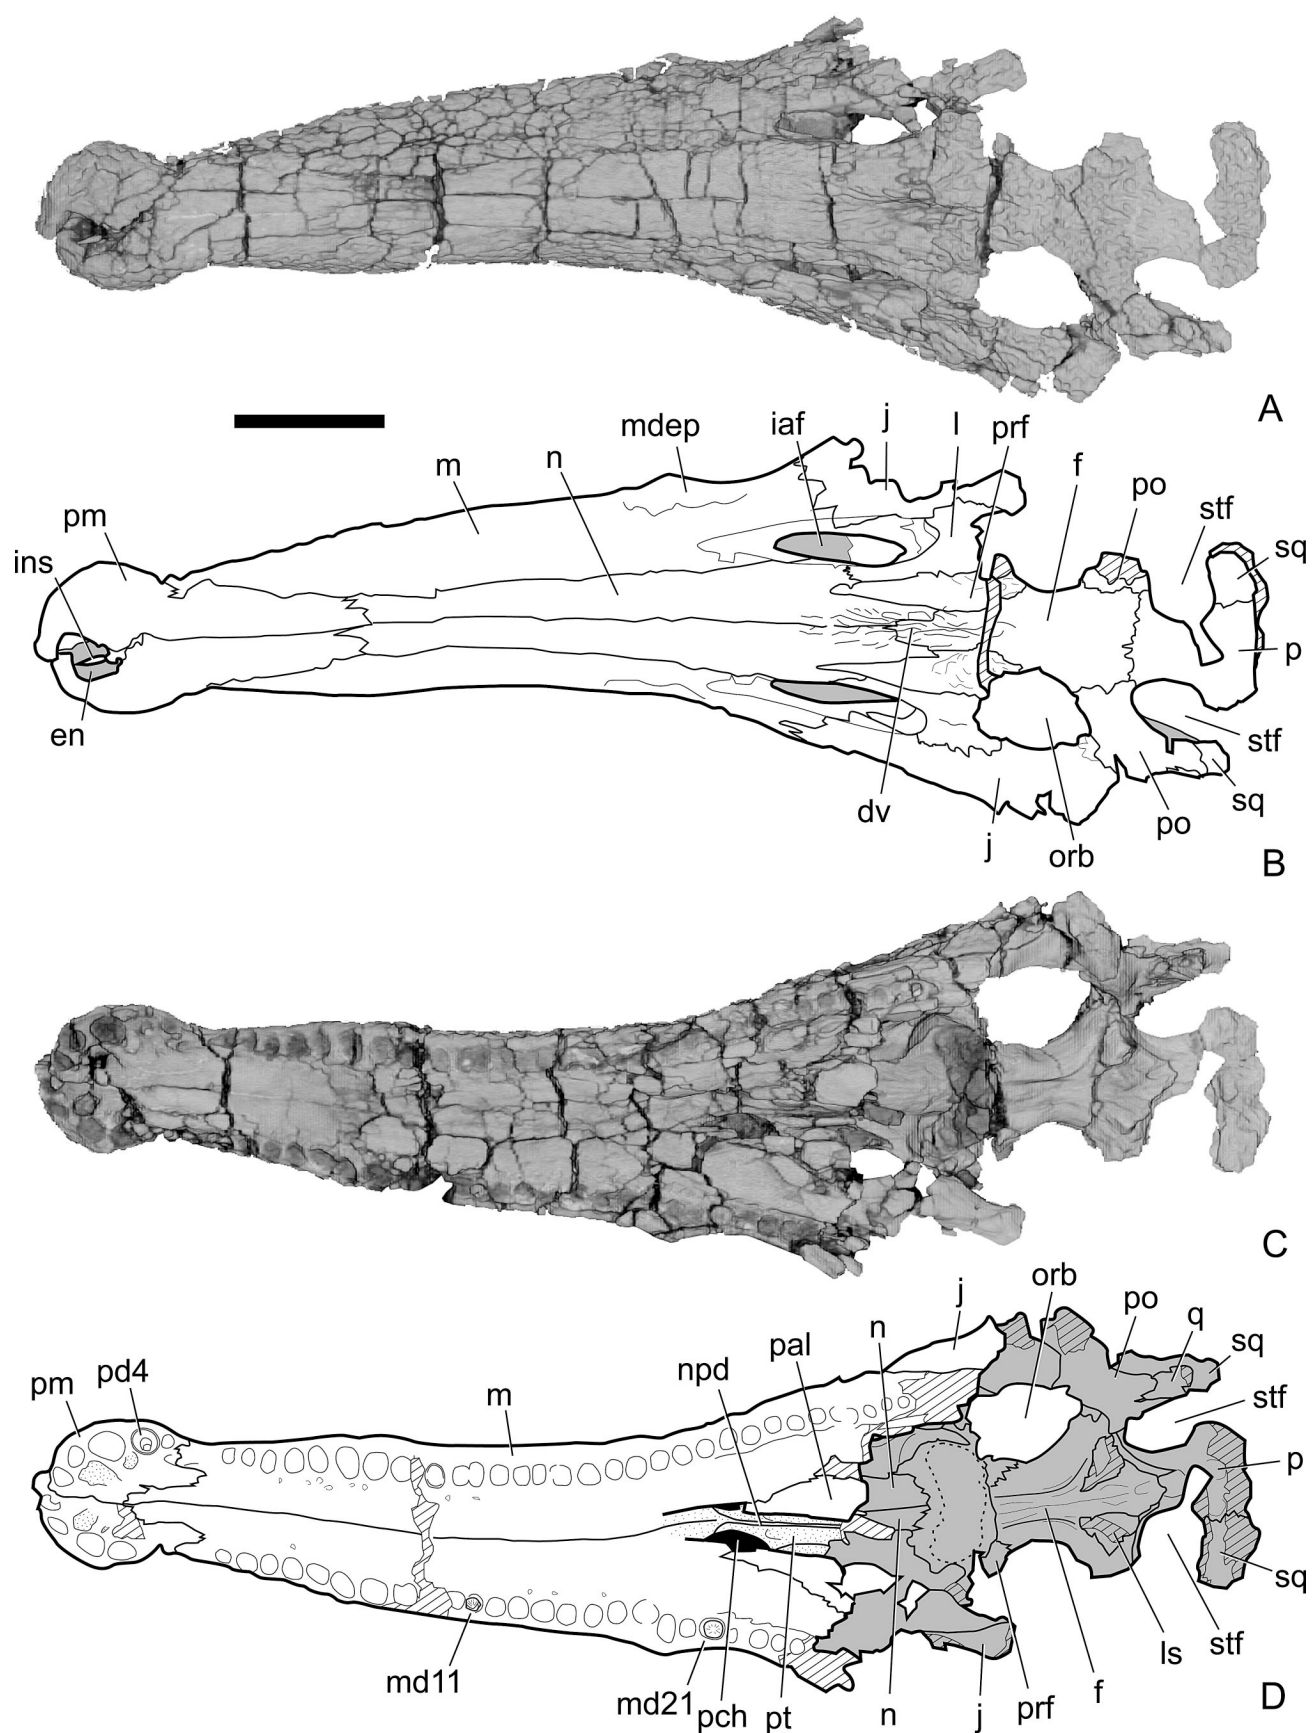 A
mdep
iaf
j
l
prf
m
n
f
po
stf
pm
sq
ins
p
en
stf
dv
sq
po
j
orb
B
C
orb
j
po
q
n
pal
sq
pd4
npd
pm
m
stf
p
sq
md11
ls
stf
md21
j
f
pch
pt
n
prf
D